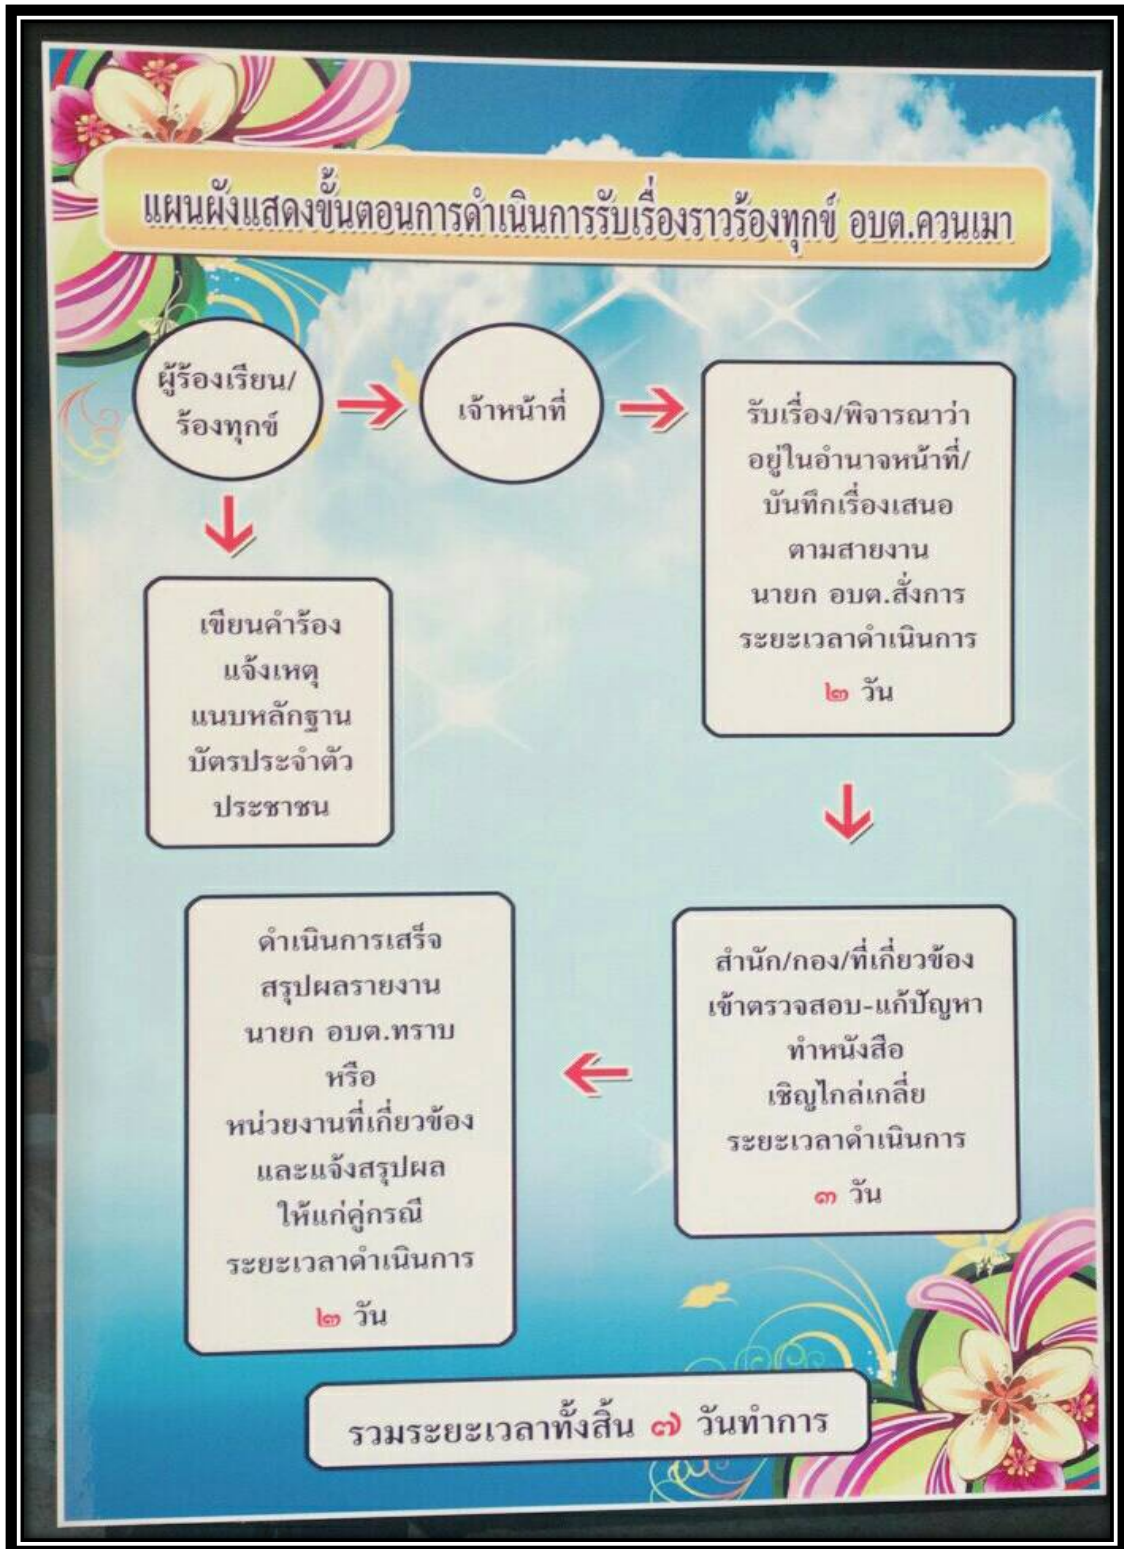 แผนผังแสดงขั้นตอนการดำเนินการรับเรื่องราวร้องทุกข์ อบต.ควนเมา
ผู้ร้องเรียน/
ร้องทุกข์
เจ้าหน้าที่
รับเรื่อง/พิจารณาว่า
อยู่ในอำนาจหน้าที่/
บันทึกเรื่องเสนอ
ตามสายงาน
นายก อบต.สั่งการ
ระยะเวลาดำเนินการ
๒ วัน
เขียนคำร้อง
แจ้งเหตุ
แนบหลักฐาน
บัตรประจำตัว
ประชาชน
สำนัก/กอง/ที่เกี่ยวข้อง
เข้าตรวจสอบ-แก้ปัญหา
ทำหนังสือ
เชิญไกล่เกลี่ย
ระยะเวลาดำเนินการ
๓ วัน
ดำเนินการเสร็จ
สรุปผลรายงาน
นายก อบต.ทราบ
หรือ
หน่วยงานที่เกี่ยวข้อง
และแจ้งสรุปผล
ให้แก่คู่กรณี
ระยะเวลาดำเนินการ
๒ วัน
รวมระยะเวลาทั้งสิ้น ๗ วันทำการ